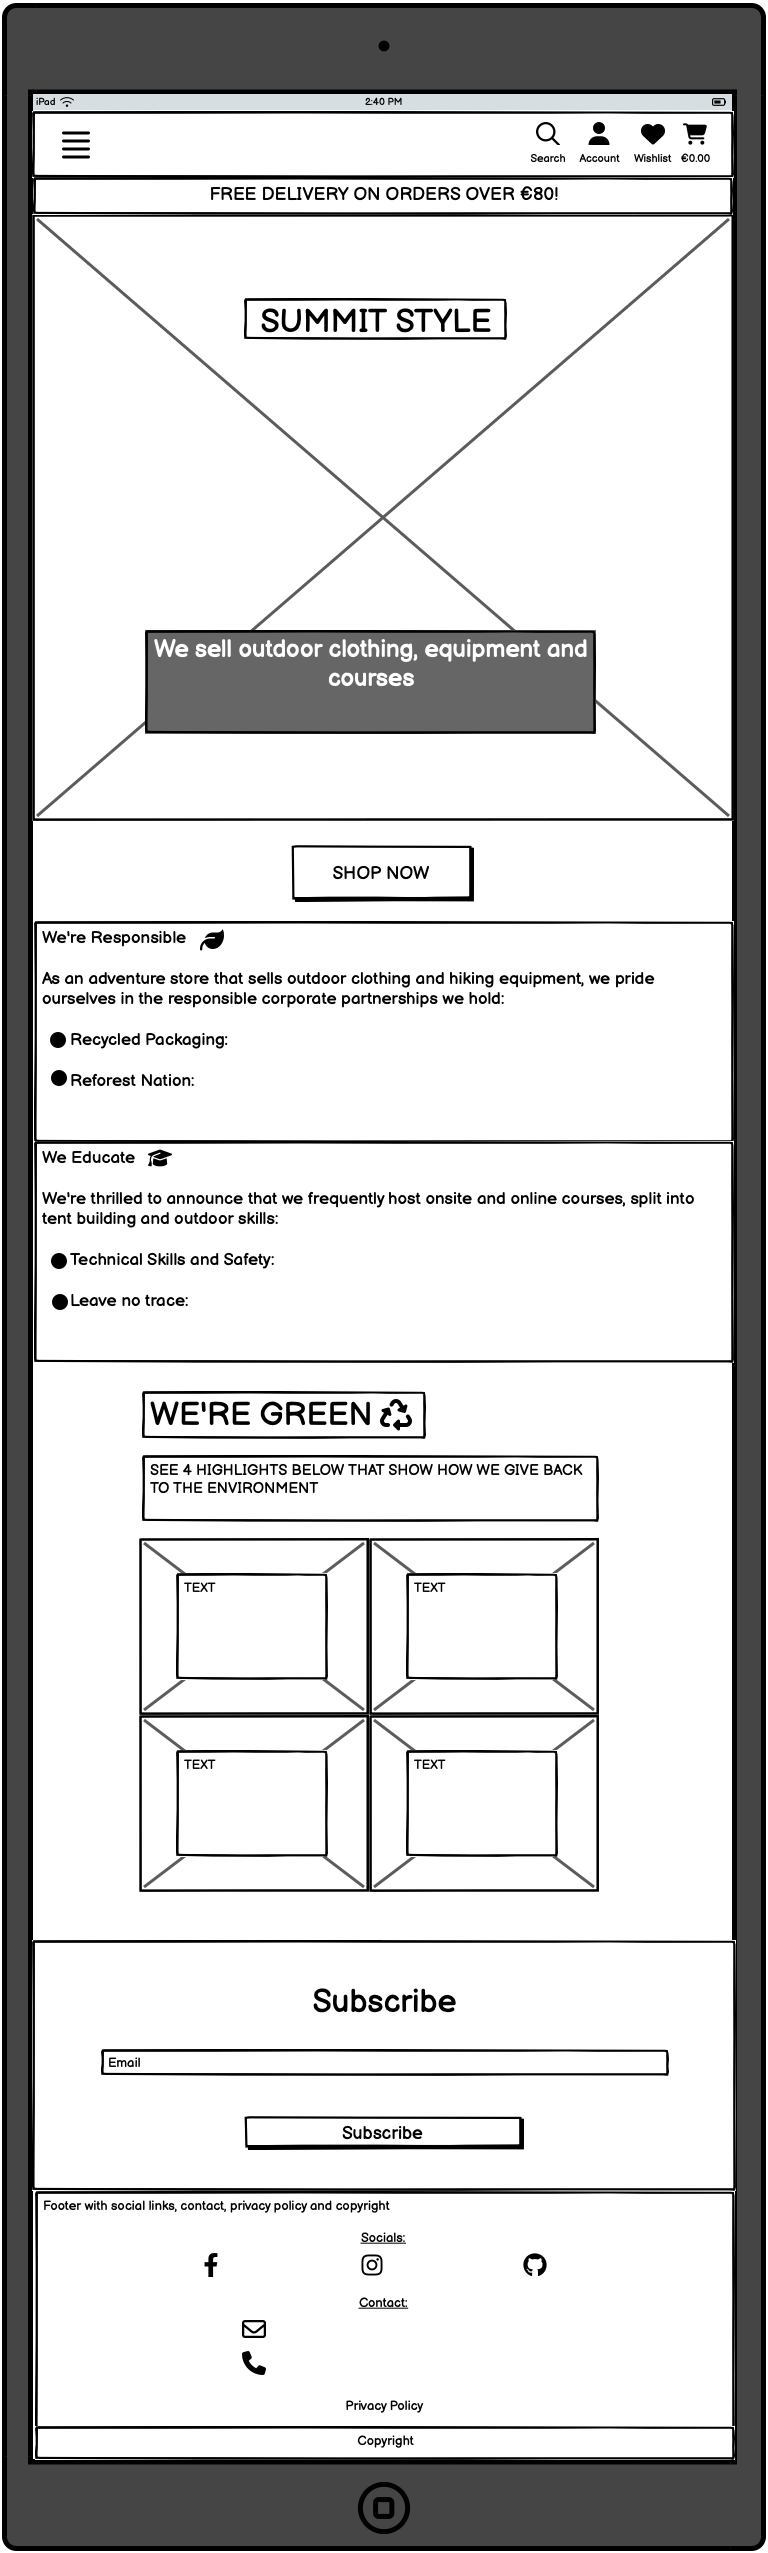 iPad
2:40 PM
Search Account Wishlist €0.00
FREE DELIVERY ON ORDERS OVER €80!
SUMMIT STYLE
We sell outdoor clothing, equipment and
courses
SHOP NOW
We're Responsible
As an adventure store that sells outdoor clothing and hiking equipment, we pride
ourselves in the responsible corporate partnerships we hold:
Recycled Packaging:
Reforest Nation:
We Educate
We're thrilled to announce that we frequently host onsite and online courses, split into
tent building and outdoor skills:
Technical Skills and Safety:
Leave no trace:
WE'RE GREEN
SEE 4 HIGHLIGHTS BELOW THAT SHOW HOW WE GIVE BACK
TO THE ENVIRONMENT
TEXT
TEXT
TEXT
TEXT
Subscribe
Email
Subscribe
Footer with social links, contact, privacy policy and copyright
Socials:
Contact:
Privacy Policy
Copyright